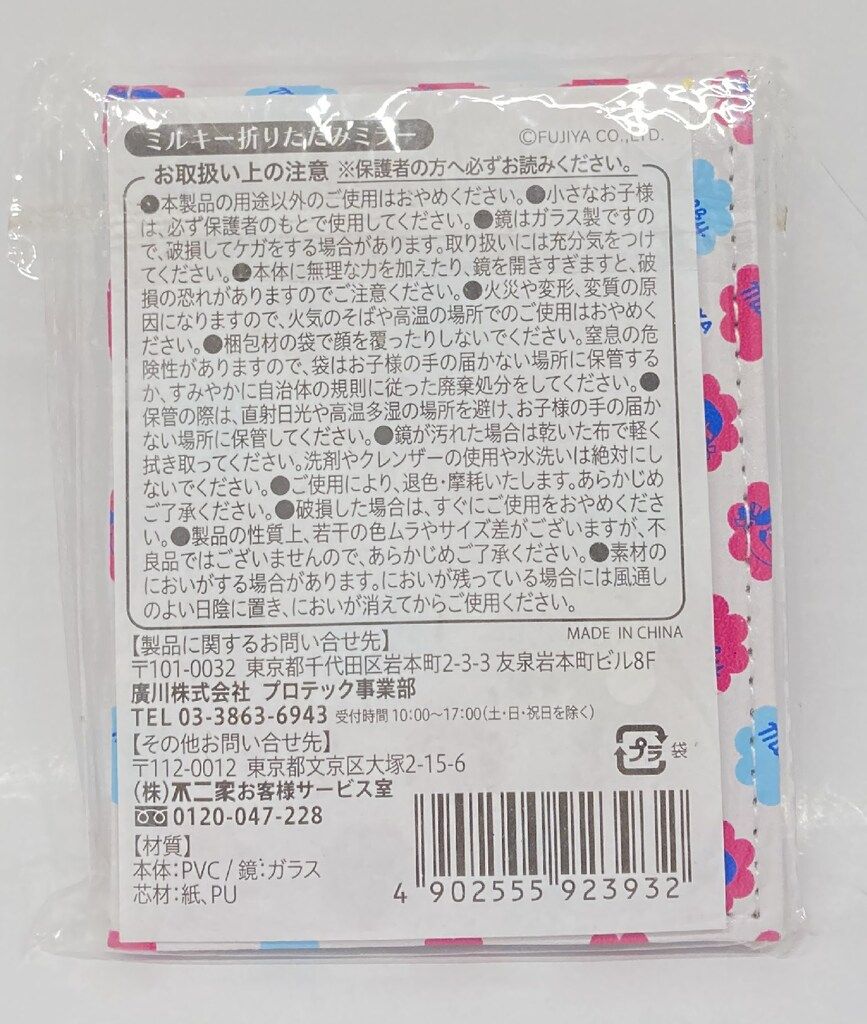 ミルキー折りたたみミラー
©FUJIYA CO.,LTD.
お取扱い上の注意 ※保護者の方へ必ずお読みください。
●本製品の用途以外のご使用はおやめください。●小さなお子様
は、必ず保護者のもとで使用してください。●鏡はガラス製ですの
で、破損してケガをする場合があります。取り扱いには充分気をつけ
てください。●本体に無理な力を加えたり、鏡を開きすぎますと、破
損の恐れがありますのでご注意ください。●火災や変形、変質の原
因になりますので、火気のそばや高温の場所でのご使用はおやめく
ださい。●梱包材の袋で顔を覆ったりしないでください。窒息の危
険性がありますので、袋はお子様の手の届かない場所に保管する
か、すみやかに自治体の規則に従った廃棄処分をしてください。●
保管の際は、直射日光や高温多湿の場所を避け、お子様の手の届か
ない場所に保管してください。●鏡が汚れた場合は乾いた布で軽く
拭き取ってください。洗剤やクレンザーの使用や水洗いは絶対にし
ないでください。●ご使用により、退色・摩耗いたします。あらかじめ
ご了承ください。●破損した場合は、すぐにご使用をおやめくださ
い。●製品の性質上、若干の色ムラやサイズ差がございますが、不
良品ではございませんので、あらかじめご了承ください。●素材の
においがする場合があります。においが残っている場合には風通し
のよい日陰に置き、においが消えてからご使用ください。
MADE IN CHINA
【製品に関するお問い合せ先】
〒101-0032 東京都千代田区岩本町2-3-3 友泉岩本町ビル8F
廣川株式会社 プロテック事業部
TEL 03-3863-6943 受付時間 10:00〜17:00(土・日・祝日を除く)
【その他お問い合せ先】
〒112-0012 東京都文京区大塚2-15-6
(株)不二家お客様サービス室
0120-047-228
プラ 袋
【材質】
本体:PVC / 鏡:ガラス
芯材:紙、PU
4 902555 923932